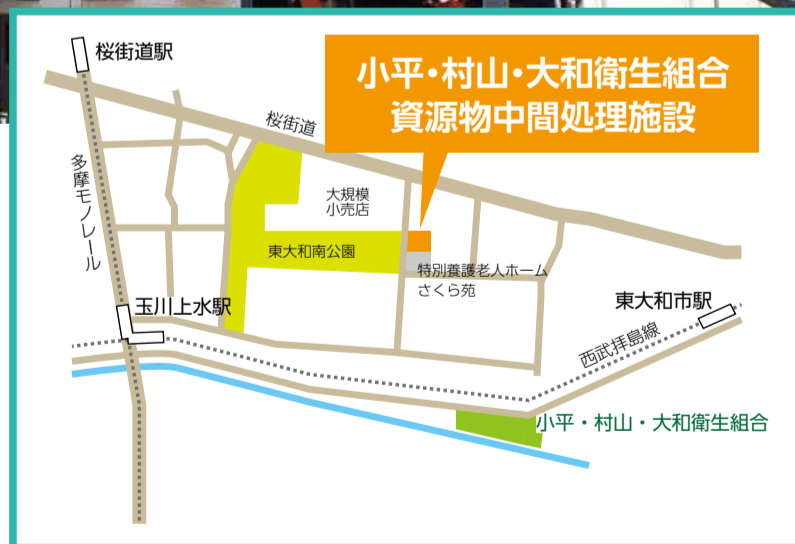 桜街道駅
小平・村山・大和衛生組合
資源物中間処理施設
桜街道
多摩モノレール
大規模
小売店
東大和南公園
特別養護老人ホーム
さくら苑
玉川上水駅
東大和市駅
西武拝島線
小平・村山・大和衛生組合